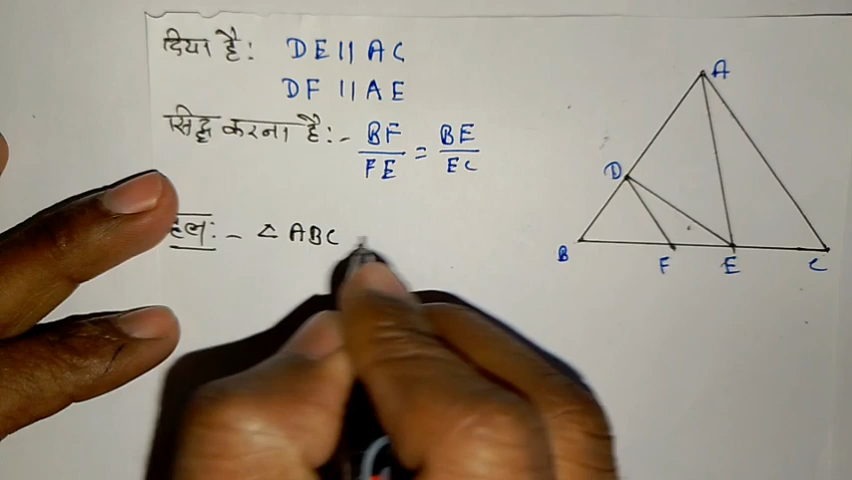 दिया है: DE || AC
DF || AE
सिद्ध करना है:- BF/FE = BE/EC
हल: - △ ABC
A
D
B
F
E
C